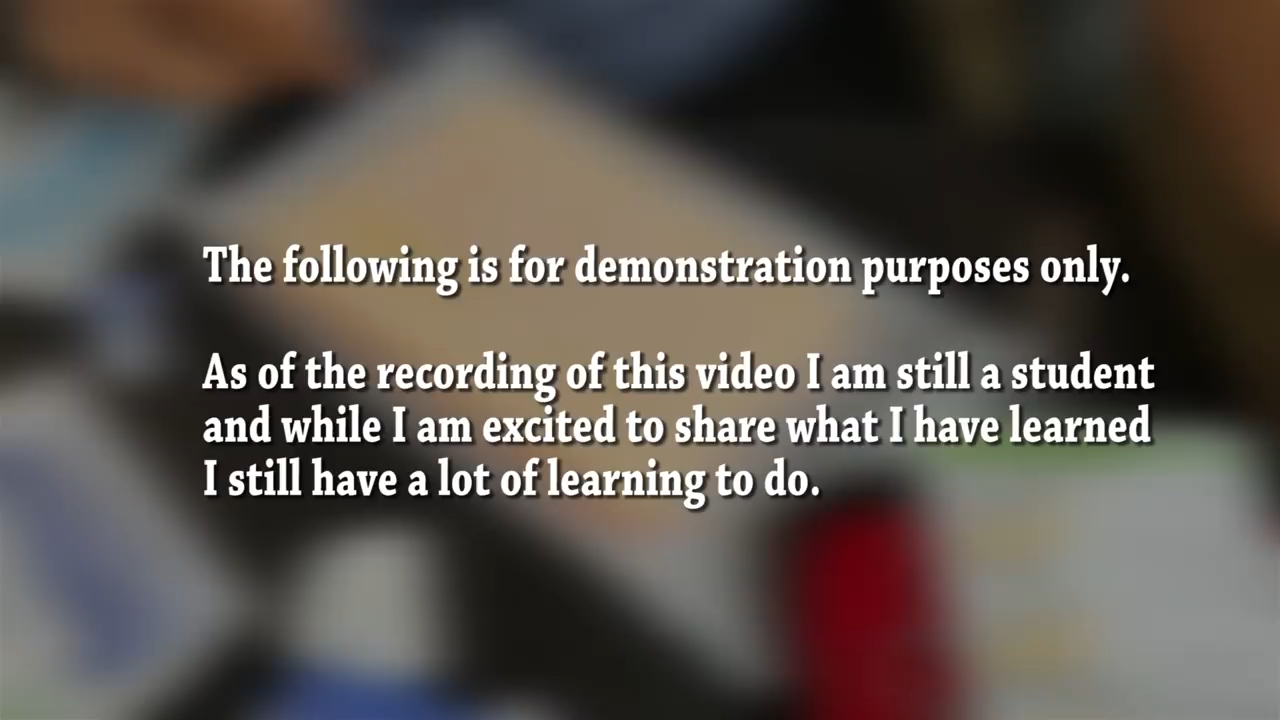 The following is for demonstration purposes only.
As of the recording of this video I am still a student
and while I am excited to share what I have learned
I still have a lot of learning to do.